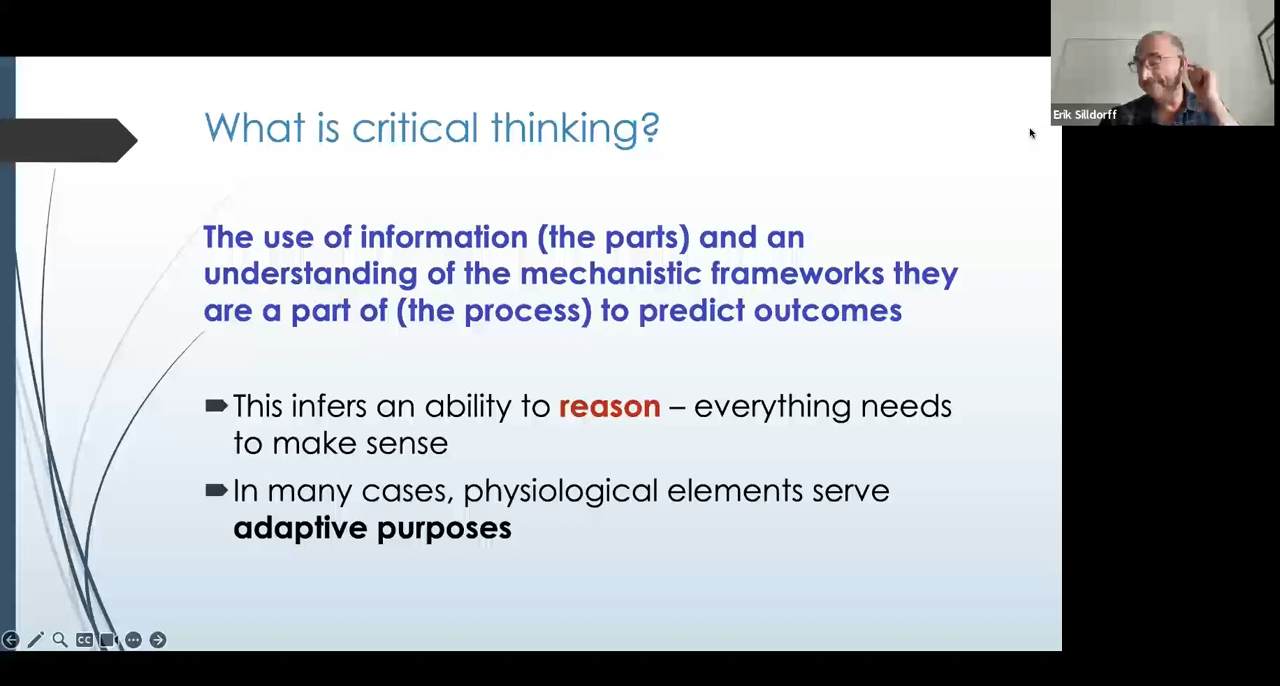 What is critical thinking?
The use of information (the parts) and an
understanding of the mechanistic frameworks they
are a part of (the process) to predict outcomes
This infers an ability to reason – everything needs
to make sense
In many cases, physiological elements serve
adaptive purposes
Erik Silldorff
CC